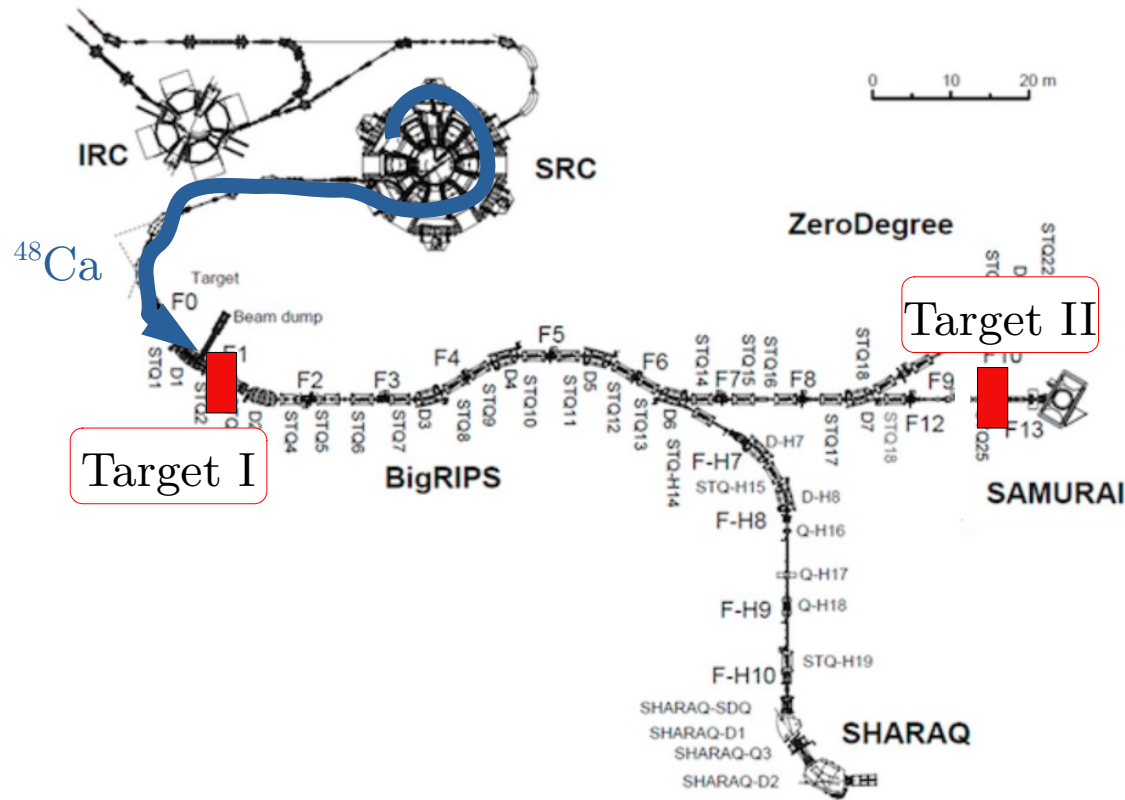 0 10 20 m
IRC
SRC
ZeroDegree
48Ca
Target
F0
Beam dump
STQ1
D1
STQ2
F1
D2
STQ4
F2
STQ5
STQ6
F3
STQ7
D3
F4
STQ8
STQ9
D4
STQ10
F5
STQ11
D5
STQ12
F6
STQ13
D6
STQ-H14
STQ14
F7
STQ15
STQ16
F8
STQ17
STQ18
D7
STQ18
F9
F12
STQ22
Target II
STQ25
F13
Target I
BigRIPS
SAMURAI
D-H7
F-H7
STQ-H15
D-H8
F-H8
Q-H16
Q-H17
F-H9
Q-H18
STQ-H19
F-H10
SHARAQ-SDQ
SHARAQ-D1
SHARAQ
SHARAQ-Q3
SHARAQ-D2